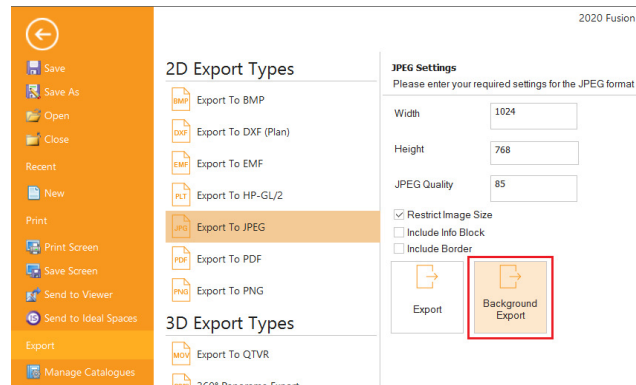 2020 Fusion
Save
Save As
Open
Close
Recent
New
Print
Print Screen
Save Screen
Send to Viewer
Send to Ideal Spaces
Export
Manage Catalogues
2D Export Types
BMP Export To BMP
DXF Export To DXF (Plan)
EMF Export To EMF
PLT Export To HP-GL/2
JPG Export To JPEG
PDF Export To PDF
PNG Export To PNG
3D Export Types
MOV Export To QTVR
360° Panorama Export
JPEG Settings
Please enter your required settings for the JPEG format
Width 1024
Height 768
JPEG Quality 85
Restrict Image Size
Include Info Block
Include Border
Export
Background
Export